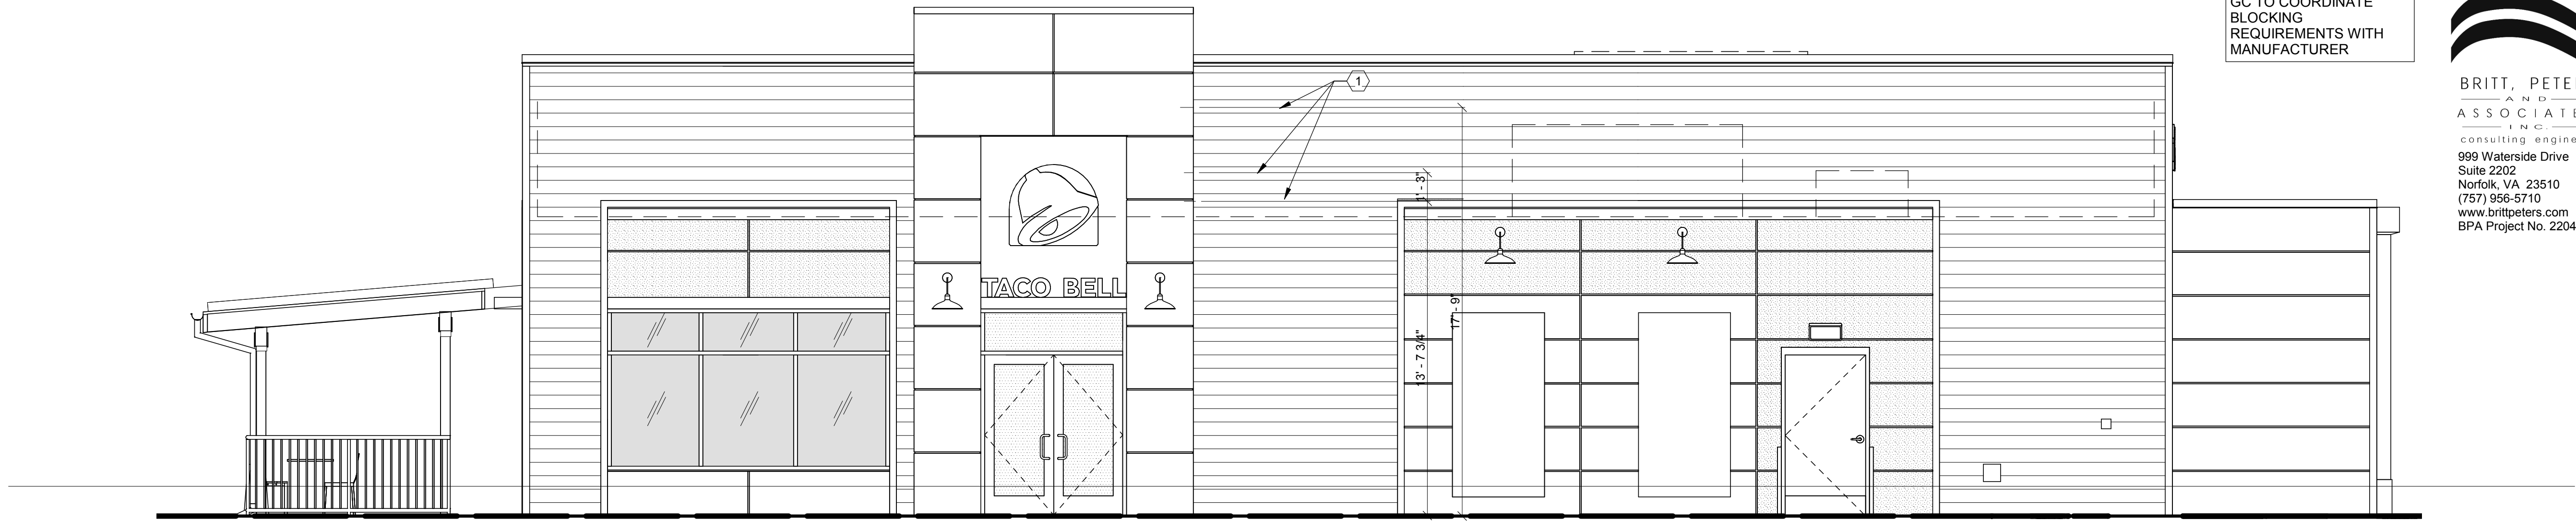 GC TO COORDINATE
BLOCKING
REQUIREMENTS WITH
MANUFACTURER
1
1' - 3"
17' - 9"
13' - 7 3/4"
TACO BELL
BRITT, PETE
AND
ASSOCIATE
INC.
consulting engine
999 Waterside Drive
Suite 2202
Norfolk, VA 23510
(757) 956-5710
www.brittpeters.com
BPA Project No. 2204